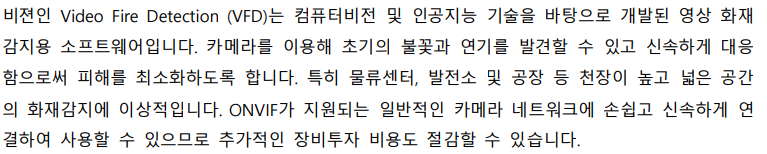 비젼인 Video Fire Detection (VFD)는 컴퓨터비전 및 인공지능 기술을 바탕으로 개발된 영상 화재
감지용 소프트웨어입니다. 카메라를 이용해 초기의 불꽃과 연기를 발견할 수 있고 신속하게 대응
함으로써 피해를 최소화하도록 합니다. 특히 물류센터, 발전소 및 공장 등 천장이 높고 넓은 공간
의 화재감지에 이상적입니다. ONVIF가 지원되는 일반적인 카메라 네트워크에 손쉽고 신속하게 연
결하여 사용할 수 있으므로 추가적인 장비투자 비용도 절감할 수 있습니다.